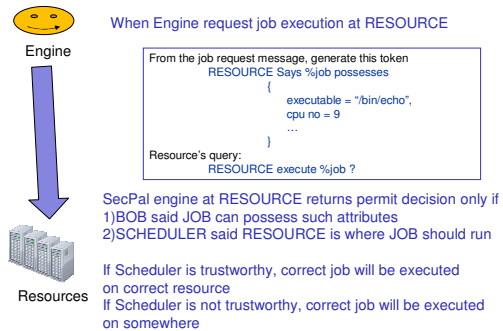 When Engine request job execution at RESOURCE
Engine
From the job request message, generate this token
RESOURCE Says %job possesses
{
executable = “/bin/echo”,
cpu no = 9
…
}
Resource's query:
RESOURCE execute %job ?
SecPal engine at RESOURCE returns permit decision only if
1)BOB said JOB can possess such attributes
2)SCHEDULER said RESOURCE is where JOB should run
If Scheduler is trustworthy, correct job will be executed
on correct resource
Resources
If Scheduler is not trustworthy, correct job will be executed
on somewhere